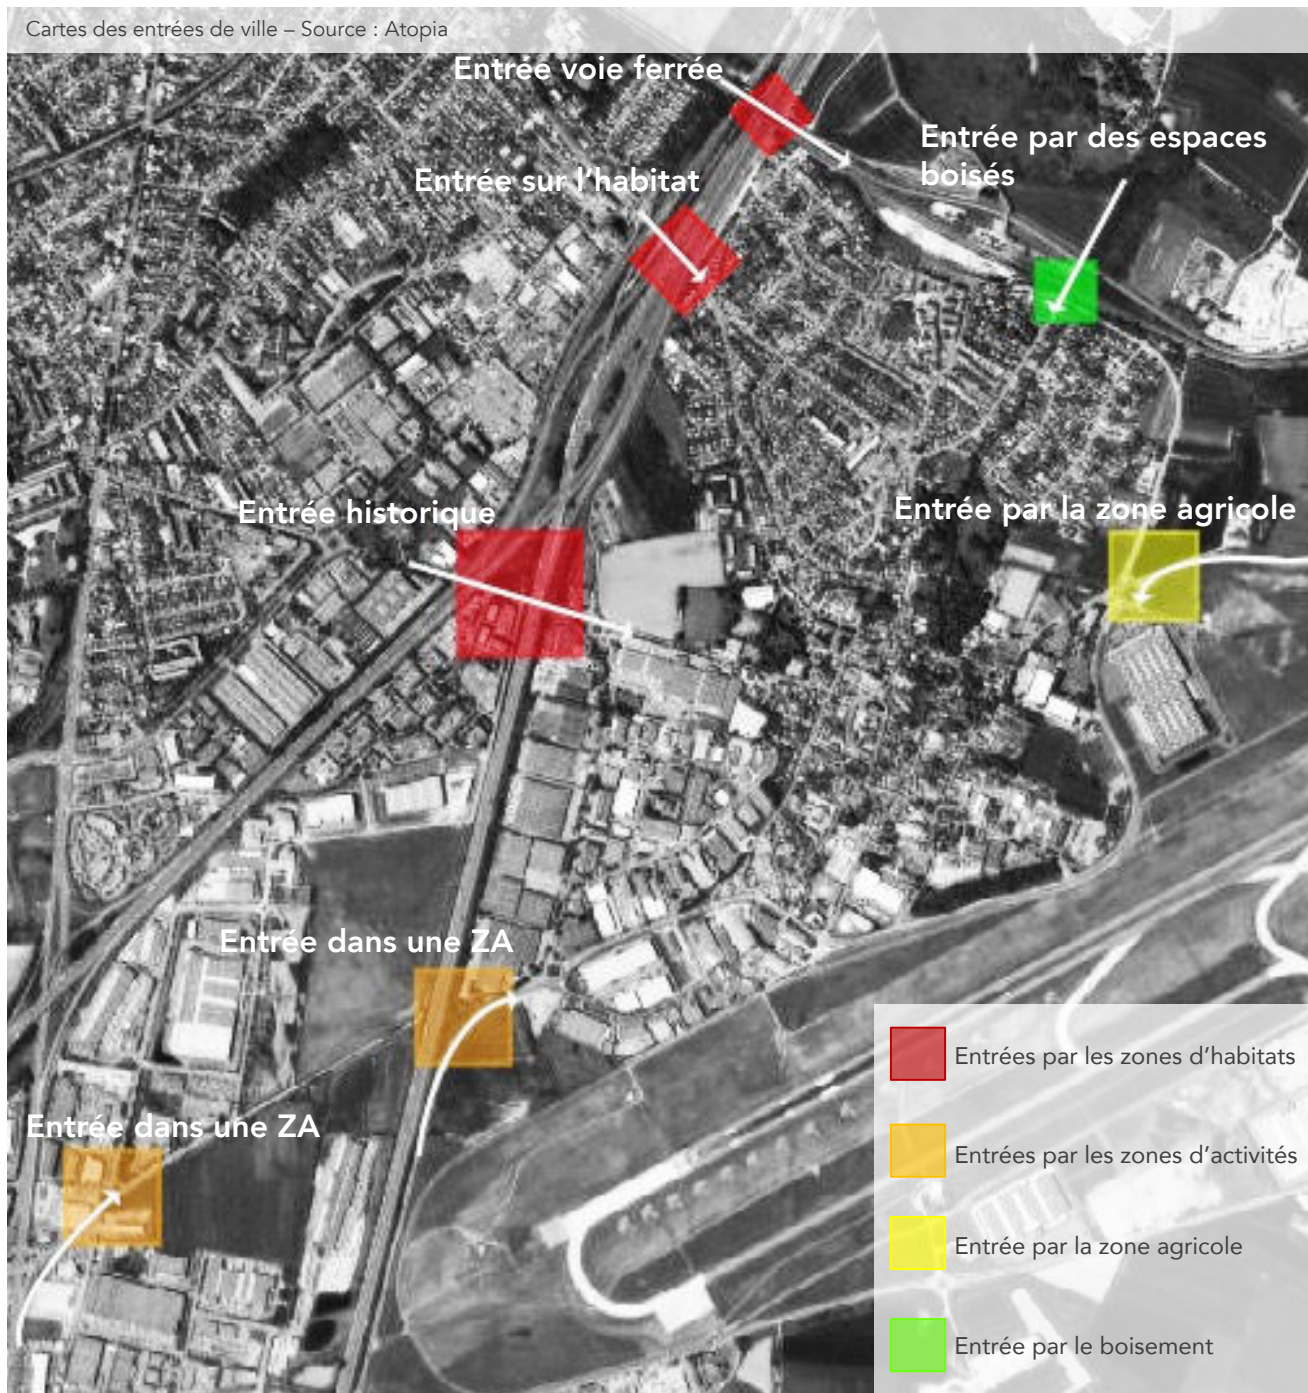 Cartes des entrées de ville – Source : Atopia
Entrée voie ferrée
Entrée par des espaces
boisés
Entrée sur l'habitat
Entrée historique
Entrée par la zone agricole
Entrée dans une ZA
Entrée dans une ZA
Entrées par les zones d'habitats
Entrées par les zones d'activités
Entrée par la zone agricole
Entrée par le boisement